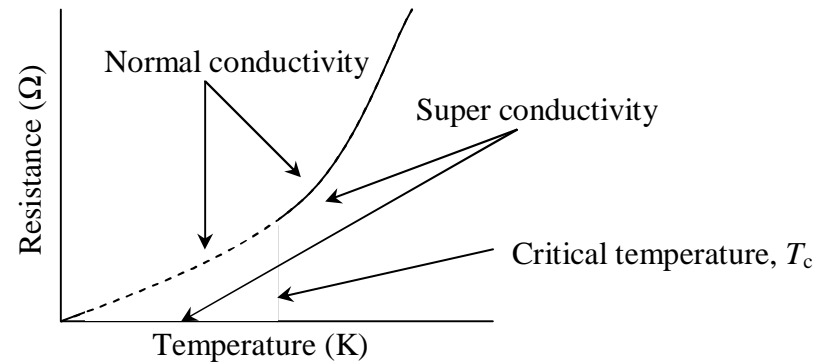 Normal conductivity
Super conductivity
Resistance (Ω)
Critical temperature, Tc
Temperature (K)